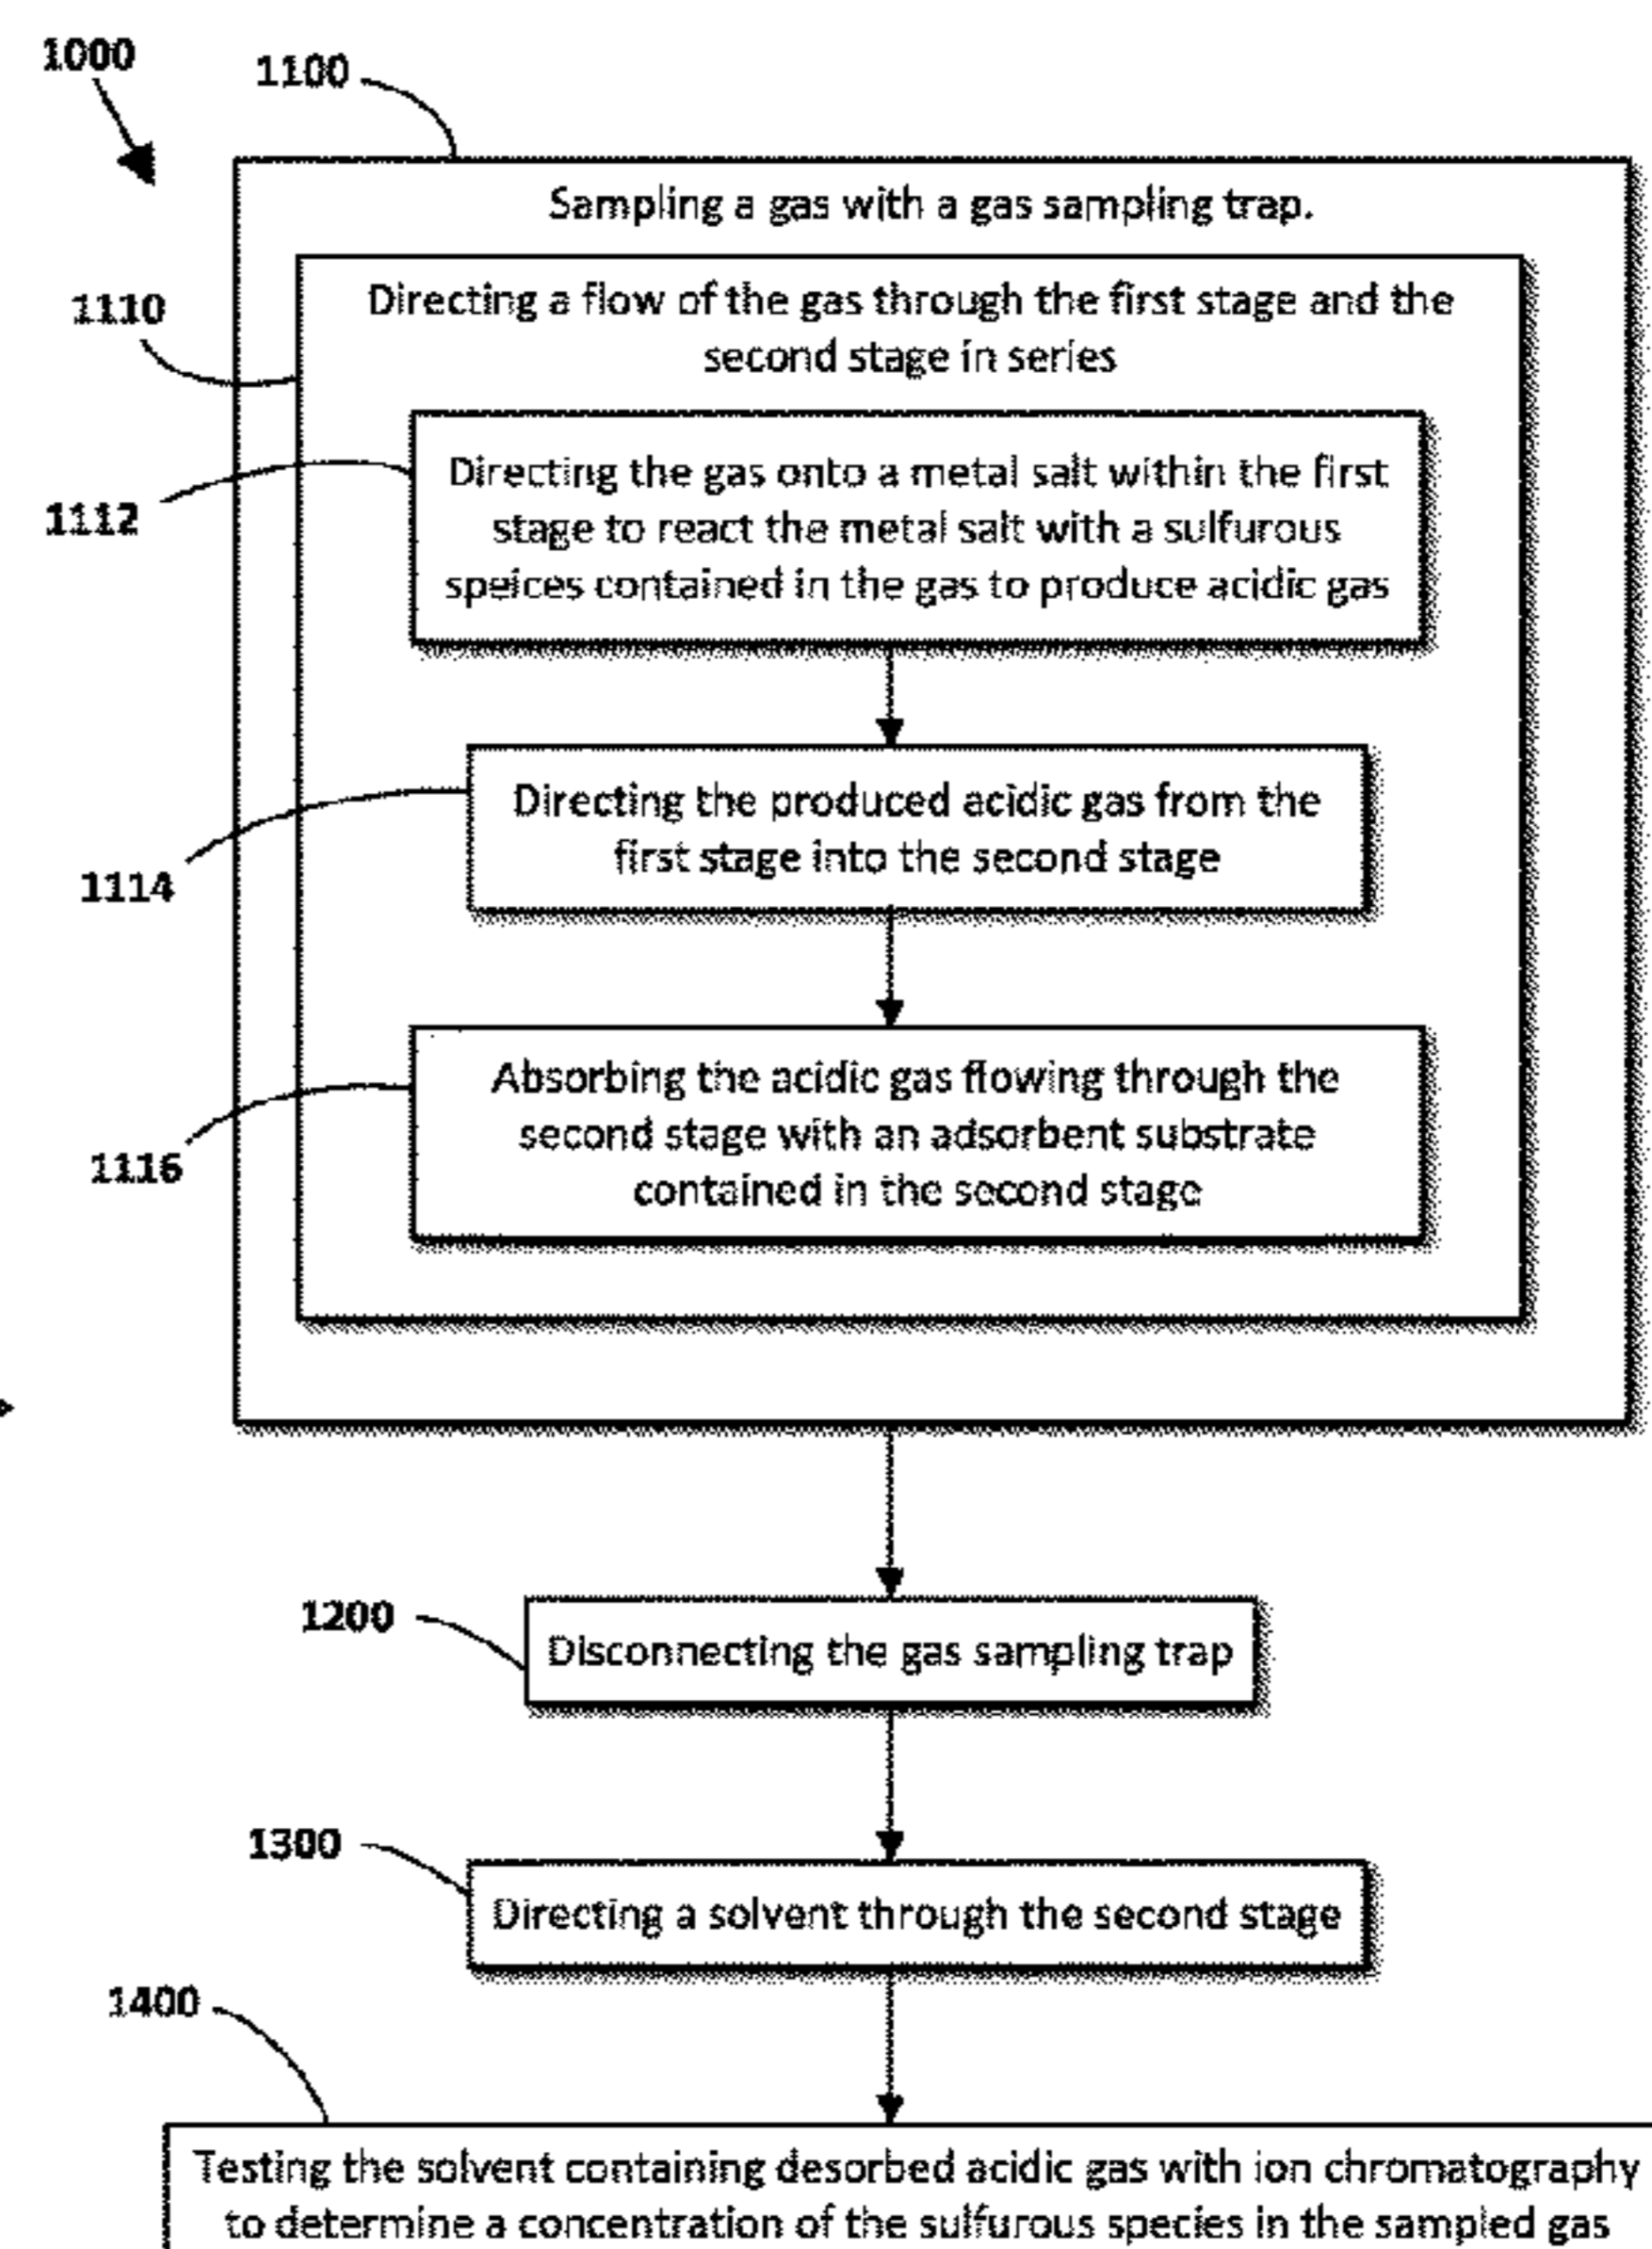 1000
1100
Sampling a gas with a gas sampling trap.
1110
Directing a flow of the gas through the first stage and the
second stage in series
1112
Directing the gas onto a metal salt within the first
stage to react the metal salt with a sulfurous
speices contained in the gas to produce acidic gas
1114
Directing the produced acidic gas from the
first stage into the second stage
1116
Absorbing the acidic gas flowing through the
second stage with an adsorbent substrate
contained in the second stage
1200
Disconnecting the gas sampling trap
1300
Directing a solvent through the second stage
1400
Testing the solvent containing desorbed acidic gas with ion chromatography
to determine a concentration of the sulfurous species in the sampled gas